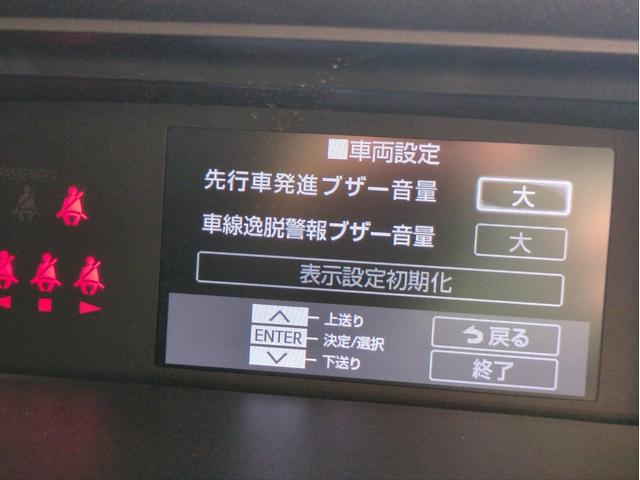 車両設定
PASSENGER
先行車発進ブザー音量 大
車線逸脱警報ブザー音量 大
表示設定初期化
上送り
ENTER 決定/選択
下送り
戻る
終了